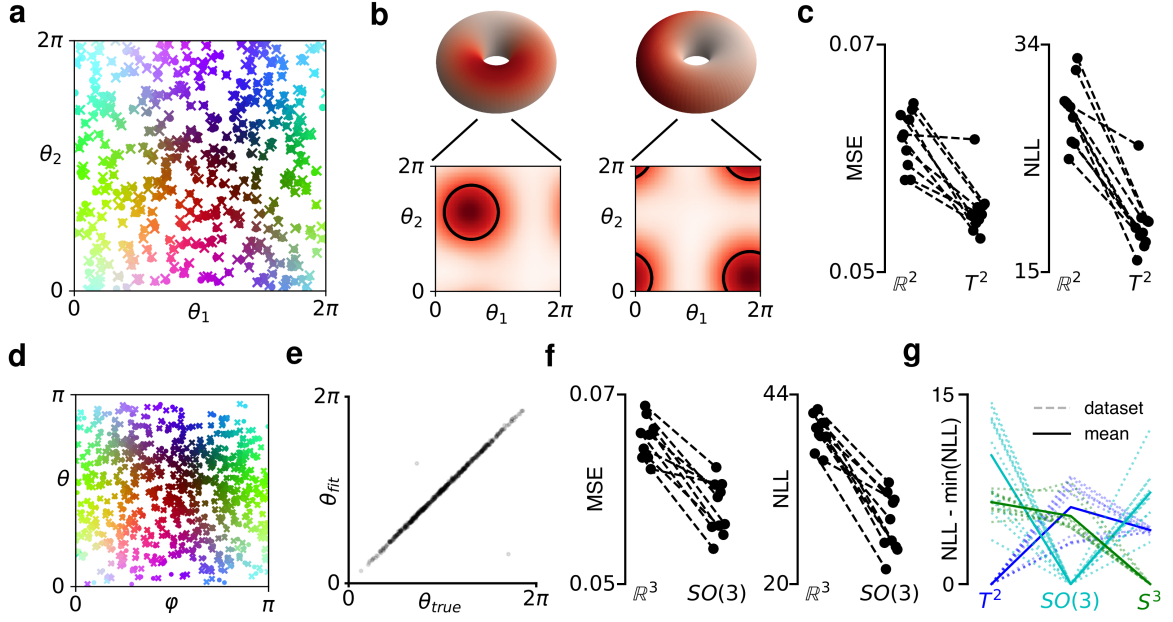 a
2π
θ2
0
0
θ1
2π
b
2π
θ2
0
0
θ1
2π
2π
θ2
0
0
θ1
2π
c
0.07
MSE
0.05
ℝ2
T2
34
NLL
15
ℝ2
T2
d
π
θ
0
0
φ
π
e
2π
θfit
0
0
θtrue
2π
f
0.07
MSE
0.05
ℝ3
SO(3)
44
NLL
20
ℝ3
SO(3)
g
15
NLL - min(NLL)
0
dataset
mean
T2
SO(3)
S3